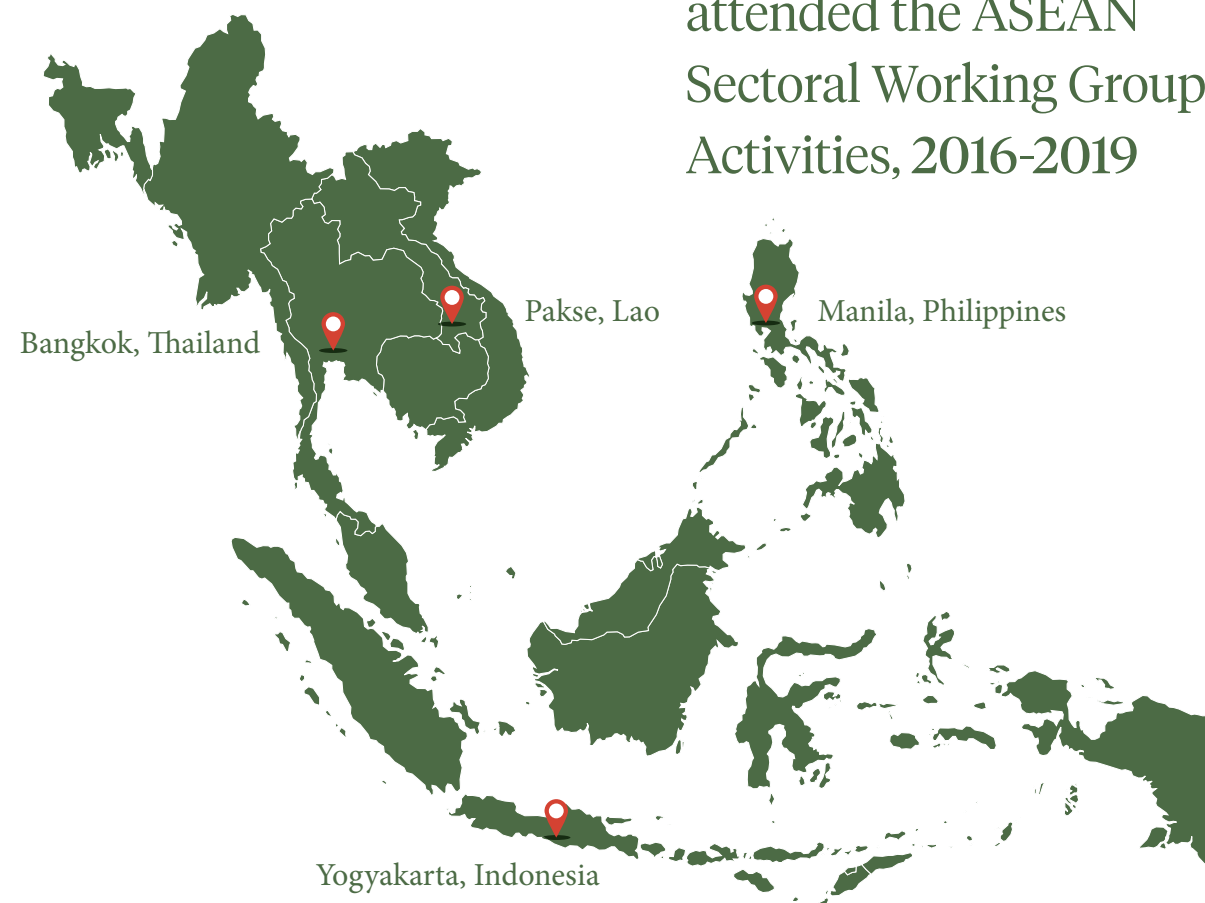 attended the ASEAN
Sectoral Working Group
Activities, 2016-2019
Pakse, Lao
Manila, Philippines
Bangkok, Thailand
Yogyakarta, Indonesia